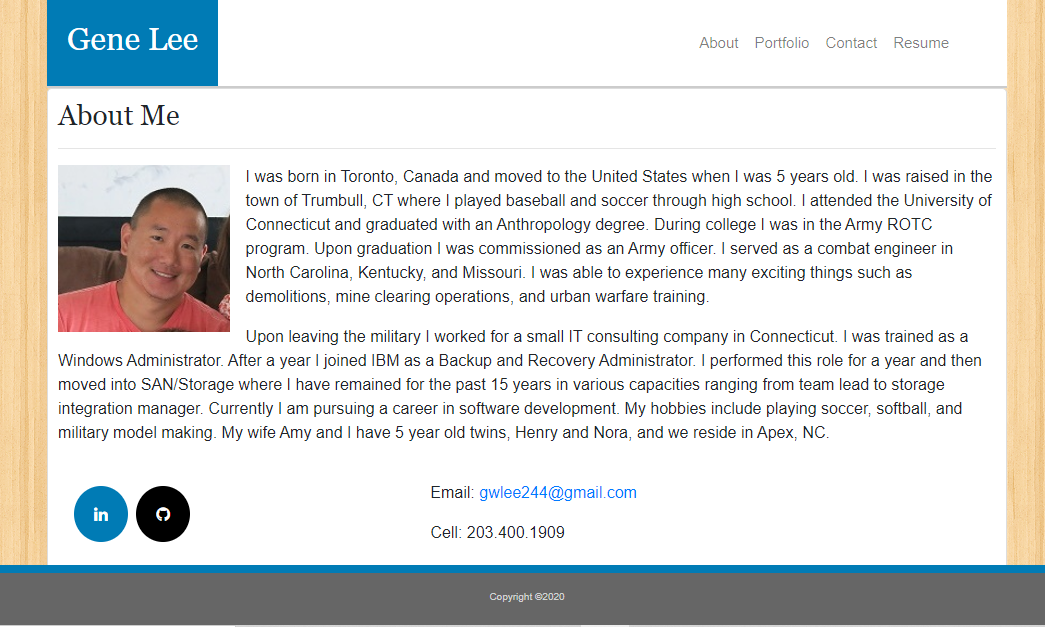 Gene Lee
About Portfolio Contact Resume
About Me
I was born in Toronto, Canada and moved to the United States when I was 5 years old. I was raised in the
town of Trumbull, CT where I played baseball and soccer through high school. I attended the University of
Connecticut and graduated with an Anthropology degree. During college I was in the Army ROTC
program. Upon graduation I was commissioned as an Army officer. I served as a combat engineer in
North Carolina, Kentucky, and Missouri. I was able to experience many exciting things such as
demolitions, mine clearing operations, and urban warfare training.
Upon leaving the military I worked for a small IT consulting company in Connecticut. I was trained as a
Windows Administrator. After a year I joined IBM as a Backup and Recovery Administrator. I performed this role for a year and then
moved into SAN/Storage where I have remained for the past 15 years in various capacities ranging from team lead to storage
integration manager. Currently I am pursuing a career in software development. My hobbies include playing soccer, softball, and
military model making. My wife Amy and I have 5 year old twins, Henry and Nora, and we reside in Apex, NC.
in
Email: gwlee244@gmail.com
Cell: 203.400.1909
Copyright ©2020